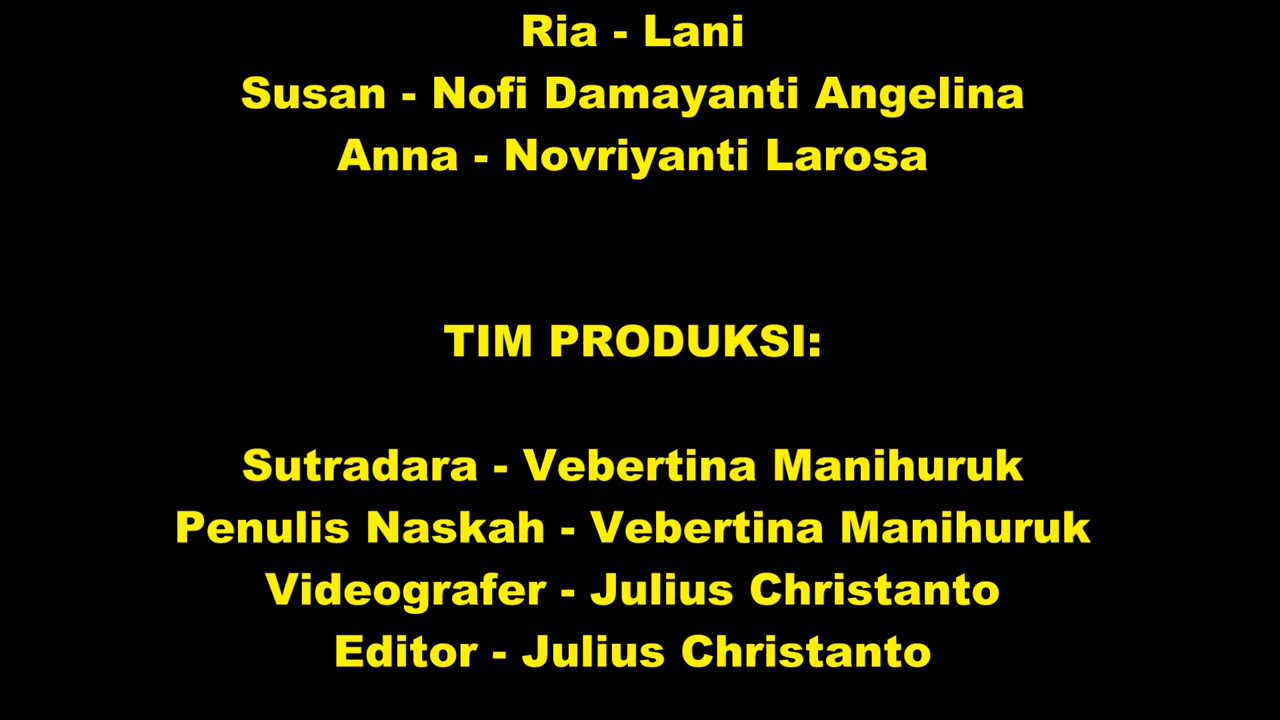 Ria - Lani
Susan - Nofi Damayanti Angelina
Anna - Novriyanti Larosa
TIM PRODUKSI:
Sutradara - Vebertina Manihuruk
Penulis Naskah - Vebertina Manihuruk
Videografer - Julius Christanto
Editor - Julius Christanto